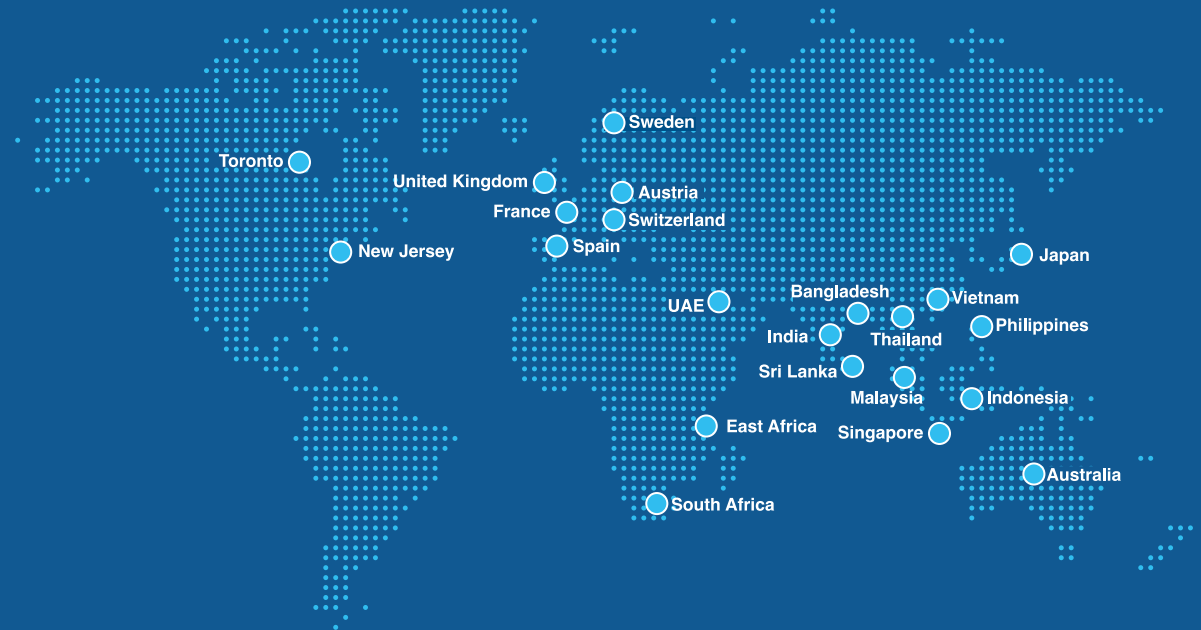 Sweden
Toronto
United Kingdom
Austria
France
Switzerland
Spain
New Jersey
Japan
Bangladesh
Vietnam
UAE
Philippines
India
Thailand
Sri Lanka
Malaysia
Indonesia
East Africa
Singapore
Australia
South Africa